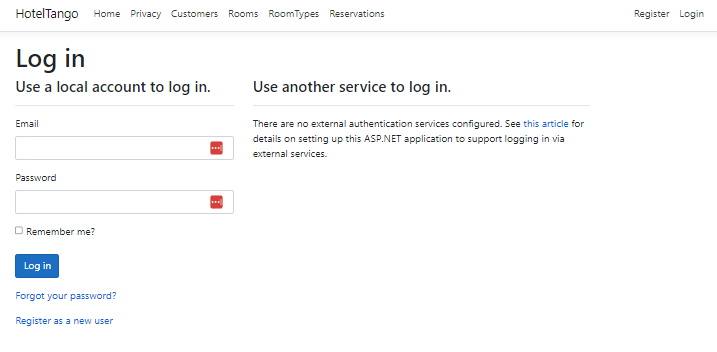 HotelTango Home Privacy Customers Rooms RoomTypes Reservations Register Login
Log in
Use a local account to log in.
Email
Password
Remember me?
Log in
Forgot your password?
Register as a new user
Use another service to log in.
There are no external authentication services configured. See this article for
details on setting up this ASP.NET application to support logging in via
external services.